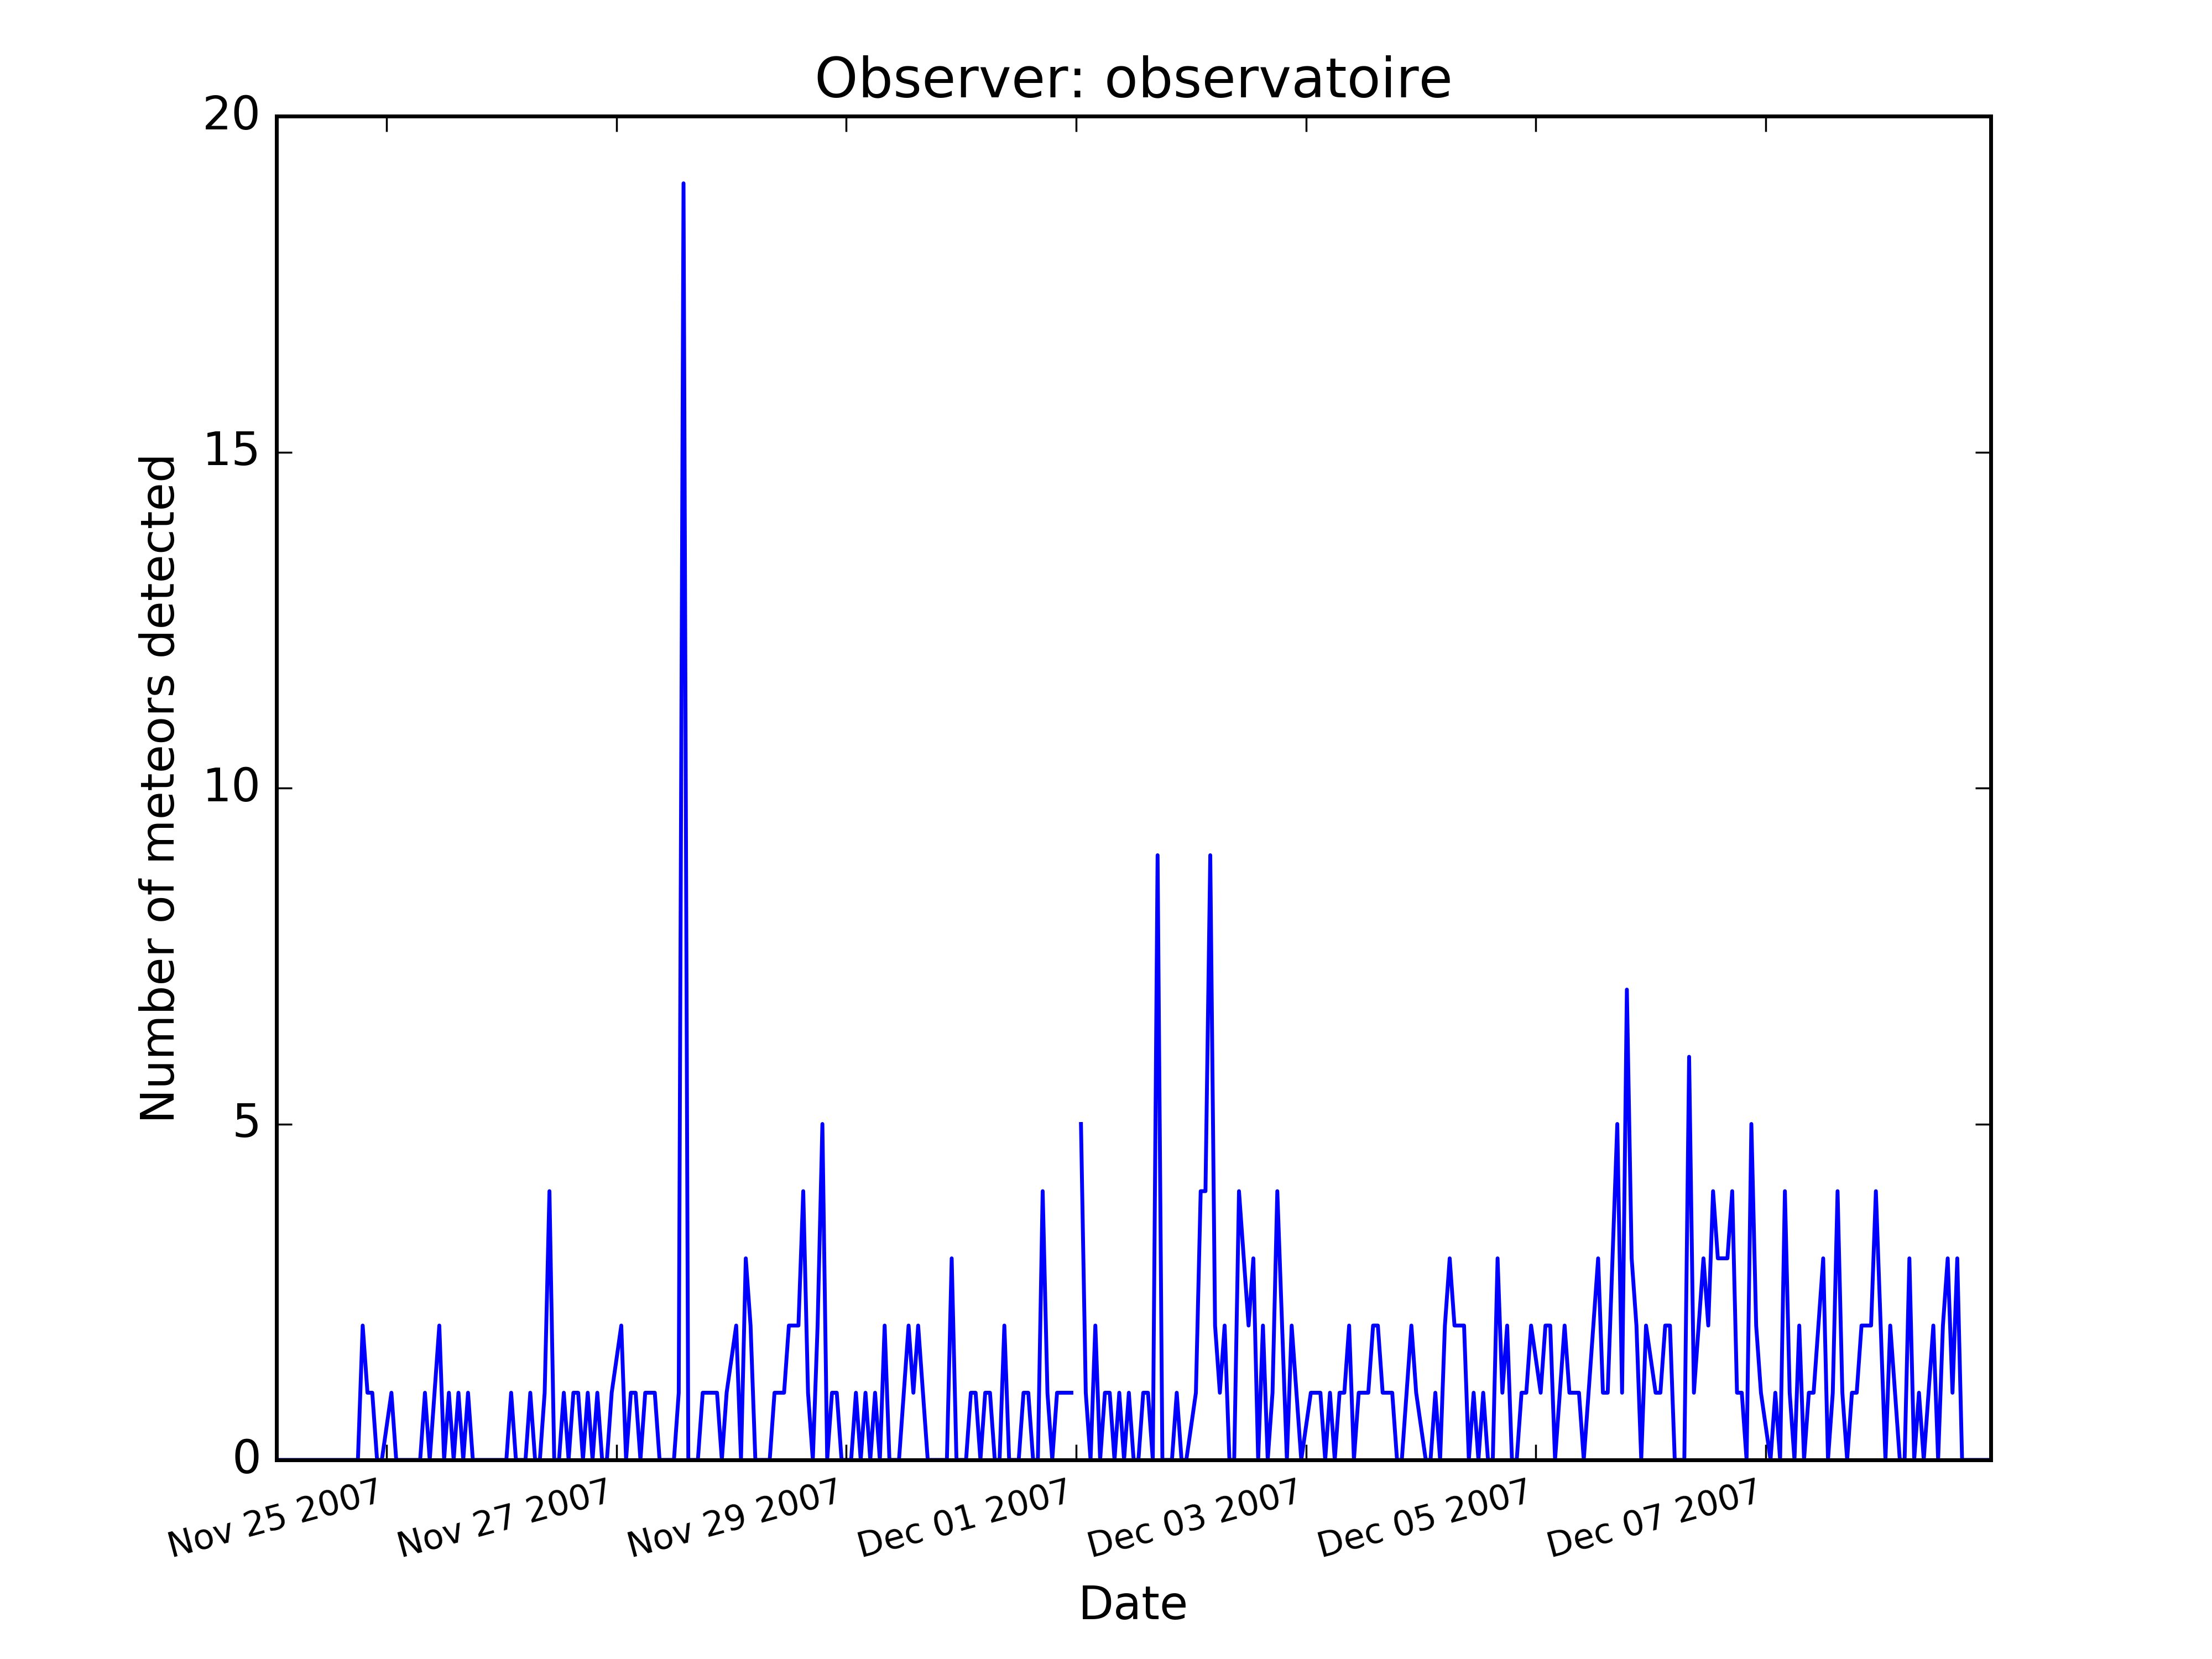 Observer: observatoire
20
15
10
5
0
Number of meteors detected
Nov 25 2007
Nov 27 2007
Nov 29 2007
Dec 01 2007
Dec 03 2007
Dec 05 2007
Dec 07 2007
Date